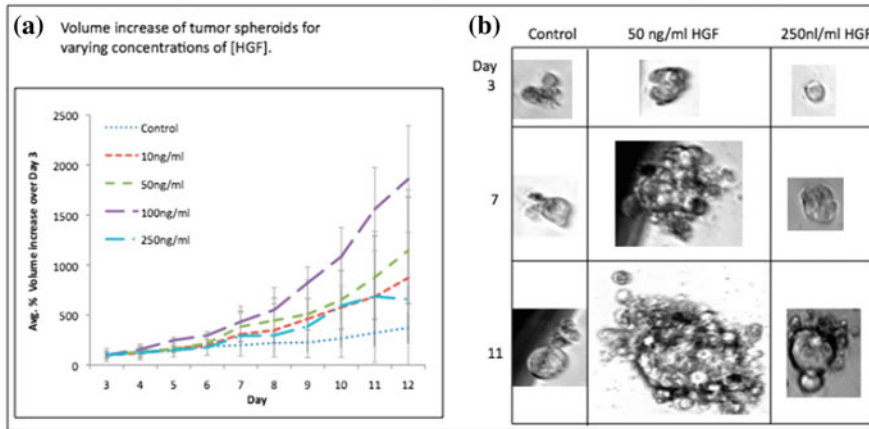 (a) Volume increase of tumor spheroids for
varying concentrations of [HGF].
Avg. % Volume increase over Day 3
2500
2000
1500
1000
500
0
Control
10ng/ml
50ng/ml
100ng/ml
250ng/ml
3 4 5 6 7 8 9 10 11 12
Day
(b) Control 50 ng/ml HGF 250nl/ml HGF
Day
3
7
11